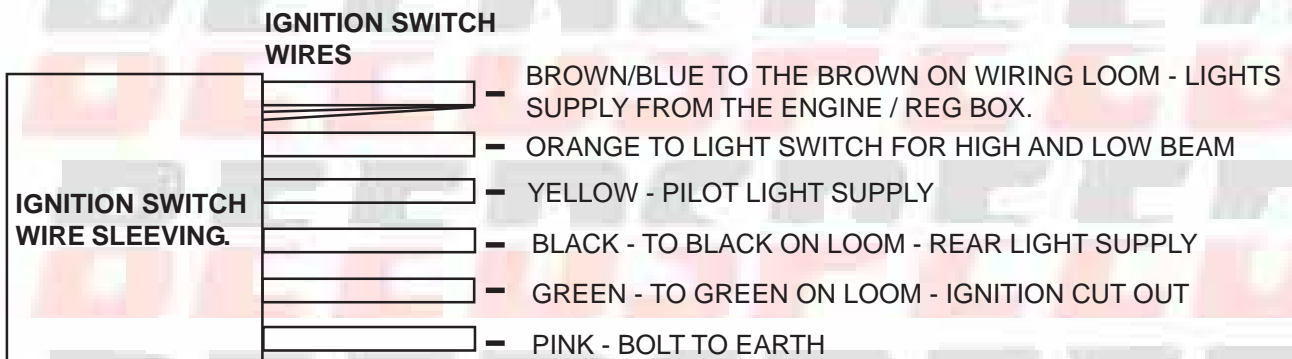 IGNITION SWITCH
WIRES
BROWN/BLUE TO THE BROWN ON WIRING LOOM - LIGHTS
SUPPLY FROM THE ENGINE / REG BOX.
ORANGE TO LIGHT SWITCH FOR HIGH AND LOW BEAM
YELLOW - PILOT LIGHT SUPPLY
IGNITION SWITCH
WIRE SLEEVING.
BLACK - TO BLACK ON LOOM - REAR LIGHT SUPPLY
GREEN - TO GREEN ON LOOM - IGNITION CUT OUT
PINK - BOLT TO EARTH